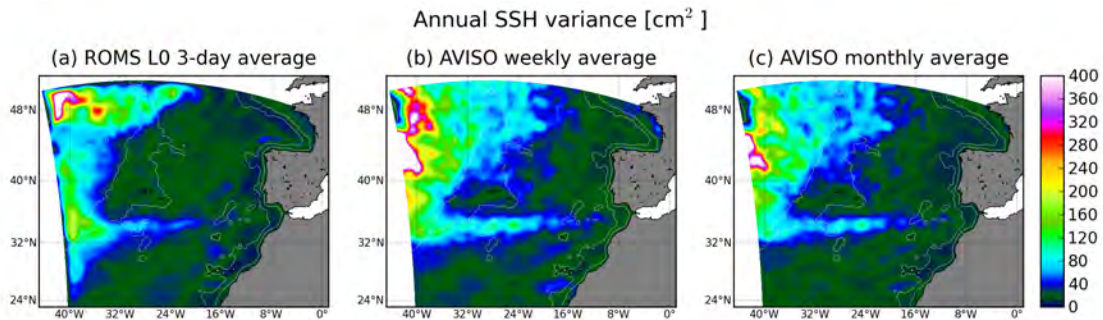 Annual SSH variance [cm² ]
(a) ROMS L0 3-day average
(b) AVISO weekly average
(c) AVISO monthly average
48°N
40°N
32°N
24°N
40°W 32°W 24°W 16°W 8°W 0°
48°N
40°N
32°N
24°N
40°W 32°W 24°W 16°W 8°W 0°
48°N
40°N
32°N
24°N
40°W 32°W 24°W 16°W 8°W 0°
400
360
320
280
240
200
160
120
80
40
0